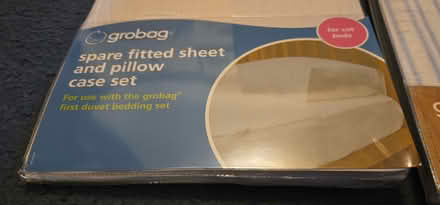 grobag®
for cot
beds
spare fitted sheet
and pillow
case set
For use with the grobag®
first duvet bedding set